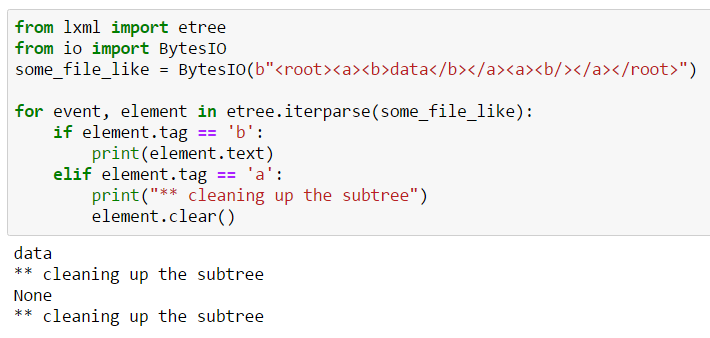 from lxml import etree
from io import BytesIO
some_file_like = BytesIO(b"<root><a><b>data</b></a><a><b/></a></root>")

for event, element in etree.iterparse(some_file_like):
    if element.tag == 'b':
        print(element.text)
    elif element.tag == 'a':
        print("** cleaning up the subtree")
        element.clear()
data
** cleaning up the subtree
None
** cleaning up the subtree